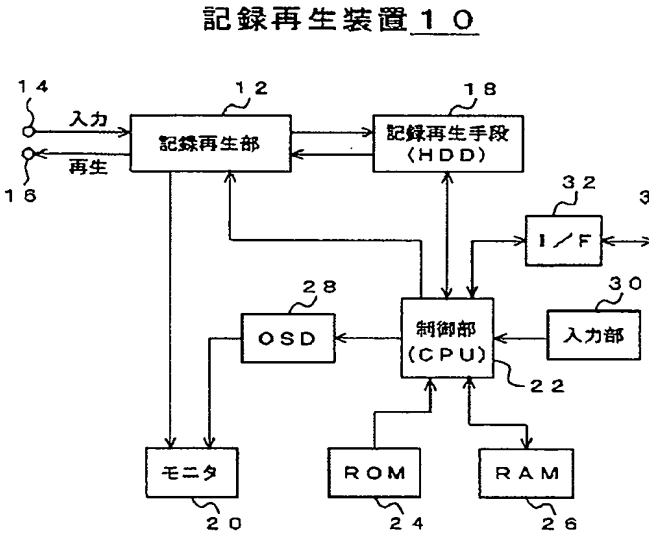 記録再生装置10
14
入力
12
記録再生部
18
記録再生手段
(HDD)
16
再生
32
I/F
3
28
OSD
制御部
(CPU)
22
30
入力部
モニタ
20
ROM
24
RAM
26